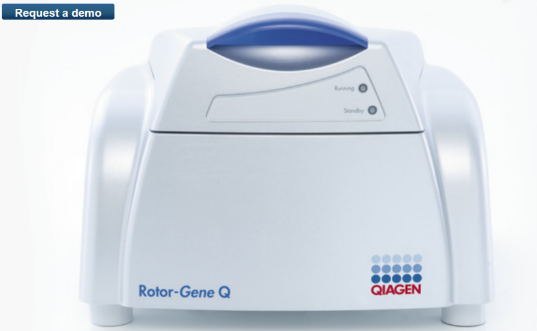 Request a demo
Running
Standby
Rotor-Gene Q
QIAGEN